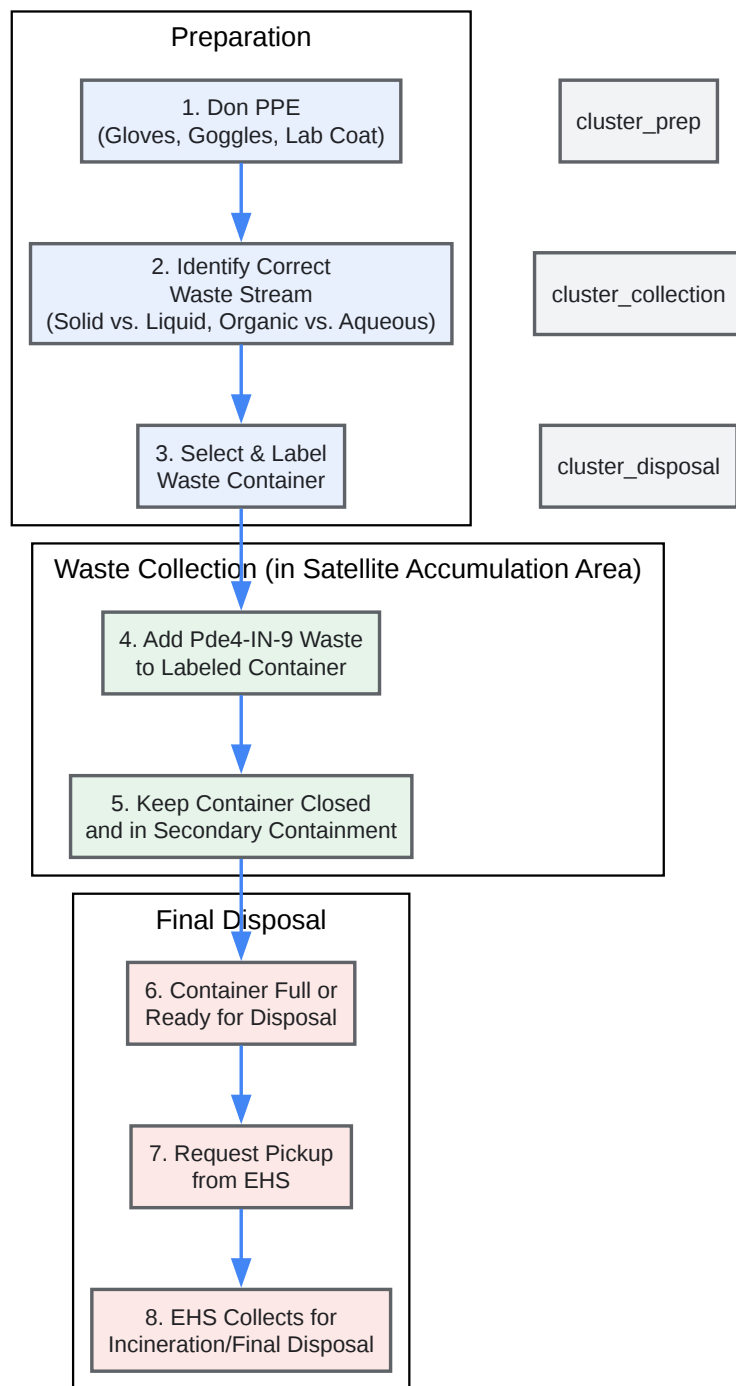 Preparation
1. Don PPE
(Gloves, Goggles, Lab Coat)
cluster_prep
2. Identify Correct
Waste Stream
(Solid vs. Liquid, Organic vs. Aqueous)
cluster_collection
3. Select & Label
Waste Container
cluster_disposal
Waste Collection (in Satellite Accumulation Area)
4. Add Pde4-IN-9 Waste
to Labeled Container
5. Keep Container Closed
and in Secondary Containment
Final Disposal
6. Container Full or
Ready for Disposal
7. Request Pickup
from EHS
8. EHS Collects for
Incineration/Final Disposal